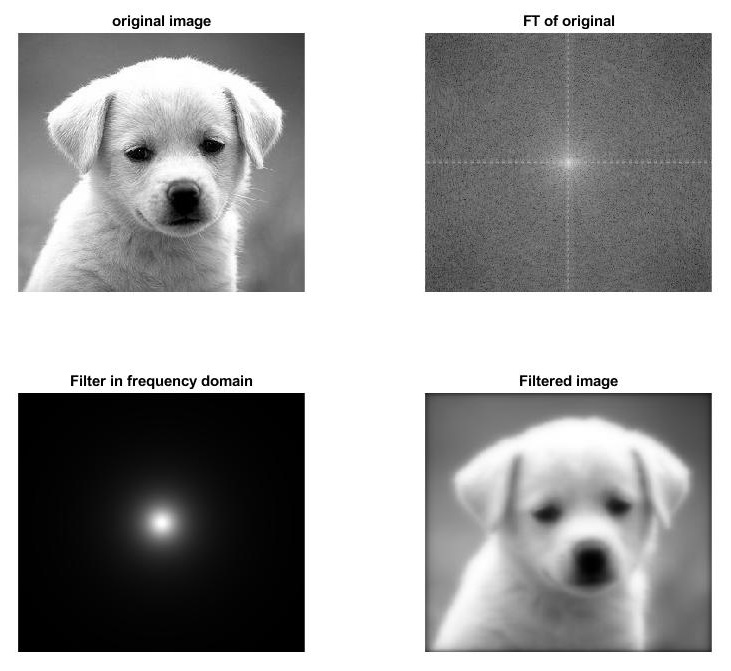 original image
FT of original
Filter in frequency domain
Filtered image